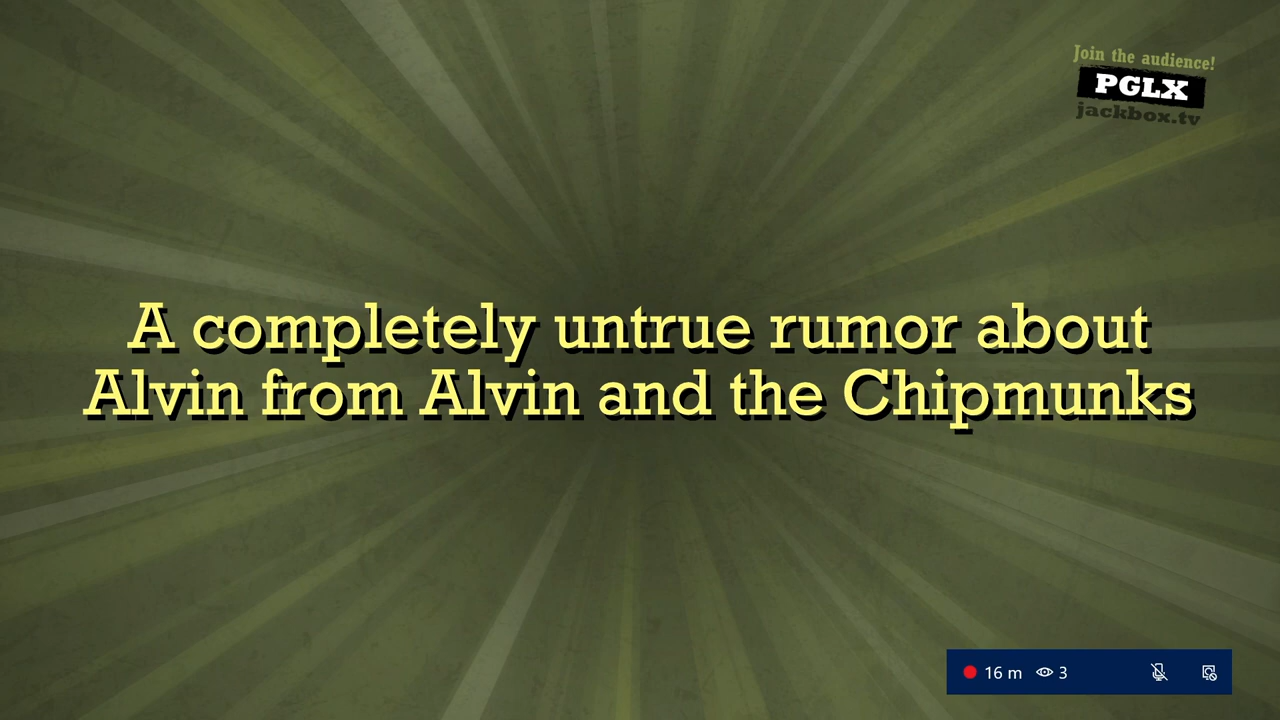 Join the audience!
PGLX
jackbox.tv
A completely untrue rumor about
Alvin from Alvin and the Chipmunks
16 m 3